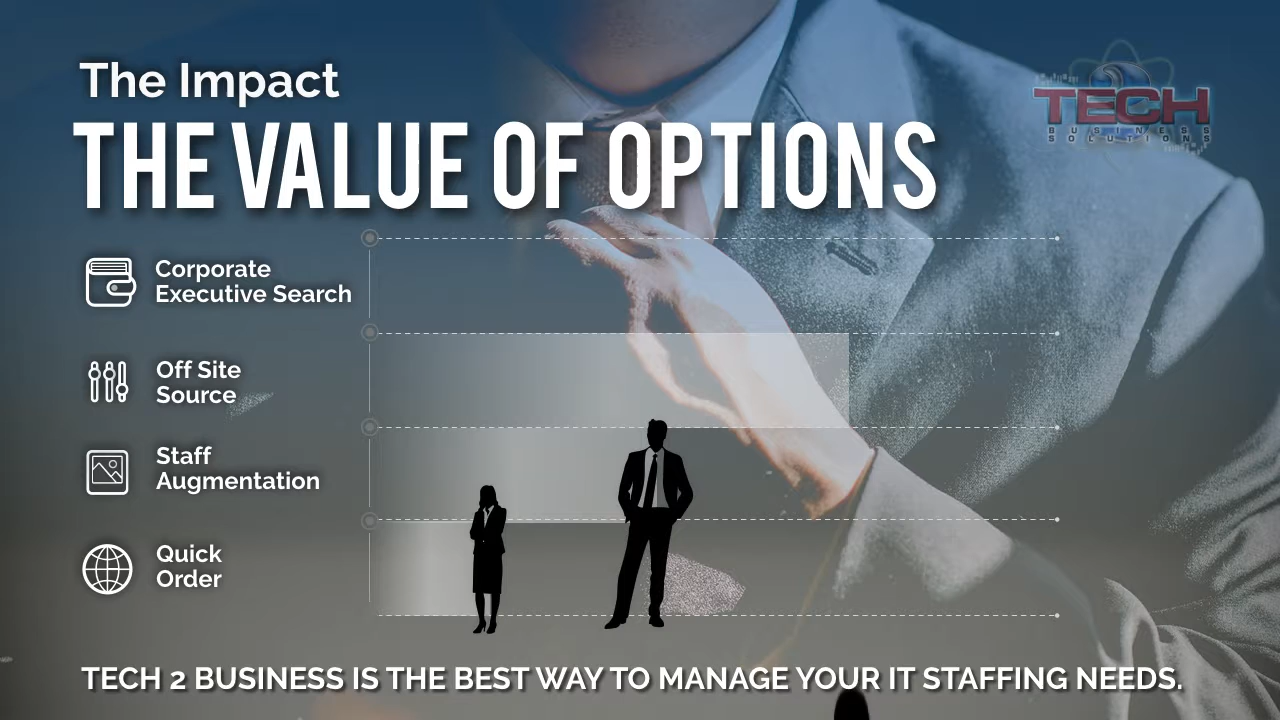 The Impact
THE VALUE OF OPTIONS
TECH
BUSINESS
SOLUTIONS
Corporate
Executive Search
Off Site
Source
Staff
Augmentation
Quick
Order
TECH 2 BUSINESS IS THE BEST WAY TO MANAGE YOUR IT STAFFING NEEDS.